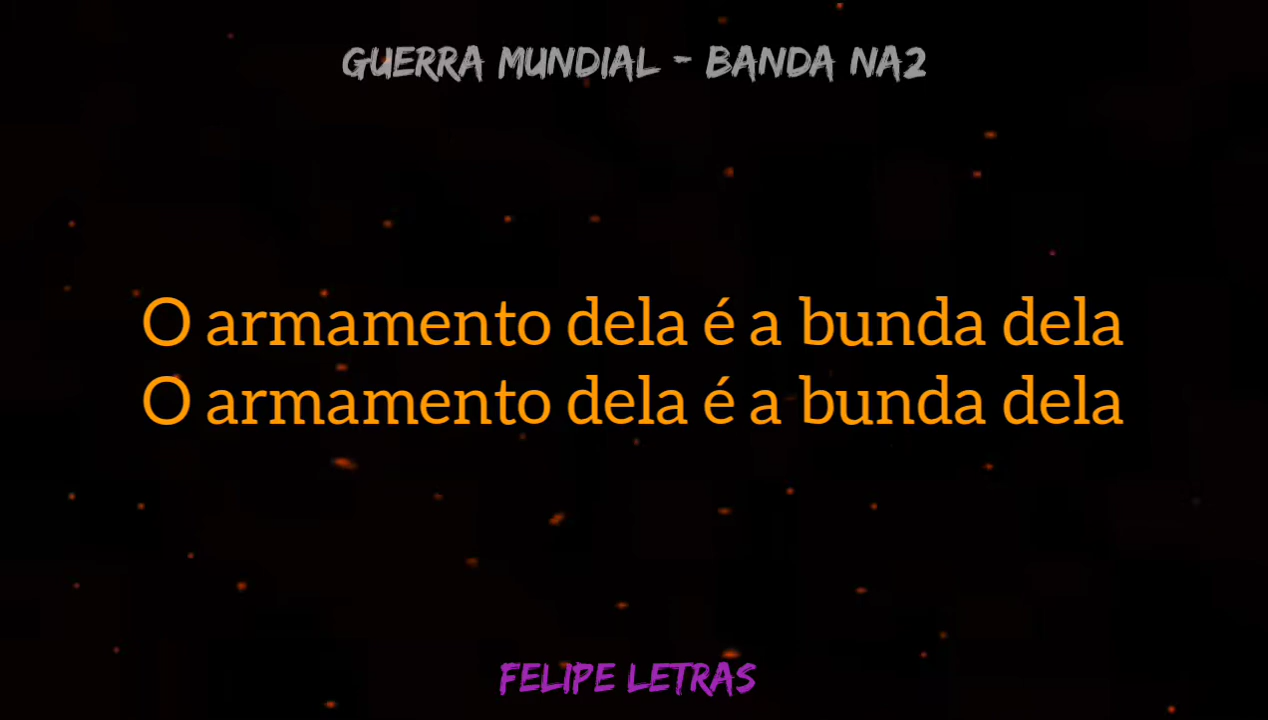 GUERRA MUNDIAL - BANDA NA2
O armamento dela é a bunda dela
O armamento dela é a bunda dela
FELIPE LETRAS